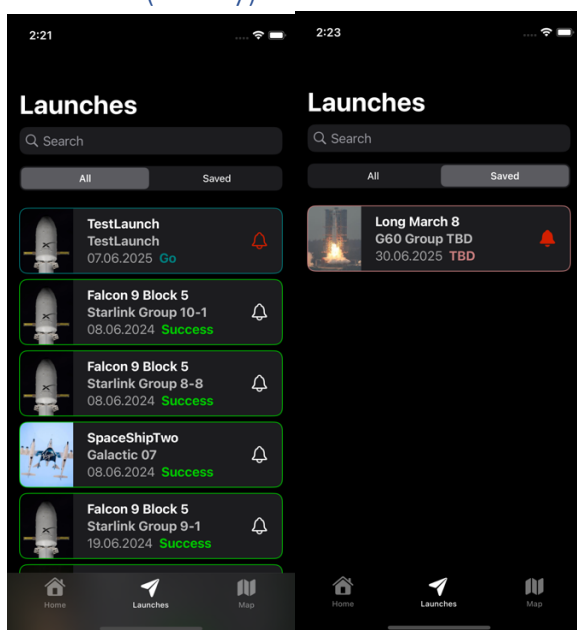 2:21
Launches
Search
All Saved
TestLaunch
TestLaunch
07.06.2025 Go
Falcon 9 Block 5
Starlink Group 10-1
08.06.2024 Success
Falcon 9 Block 5
Starlink Group 8-8
08.06.2024 Success
SpaceShipTwo
Galactic 07
08.06.2024 Success
Falcon 9 Block 5
Starlink Group 9-1
19.06.2024 Success
Home Launches Map
2:23
Launches
Search
All Saved
Long March 8
G60 Group TBD
30.06.2025 TBD
Home Launches Map